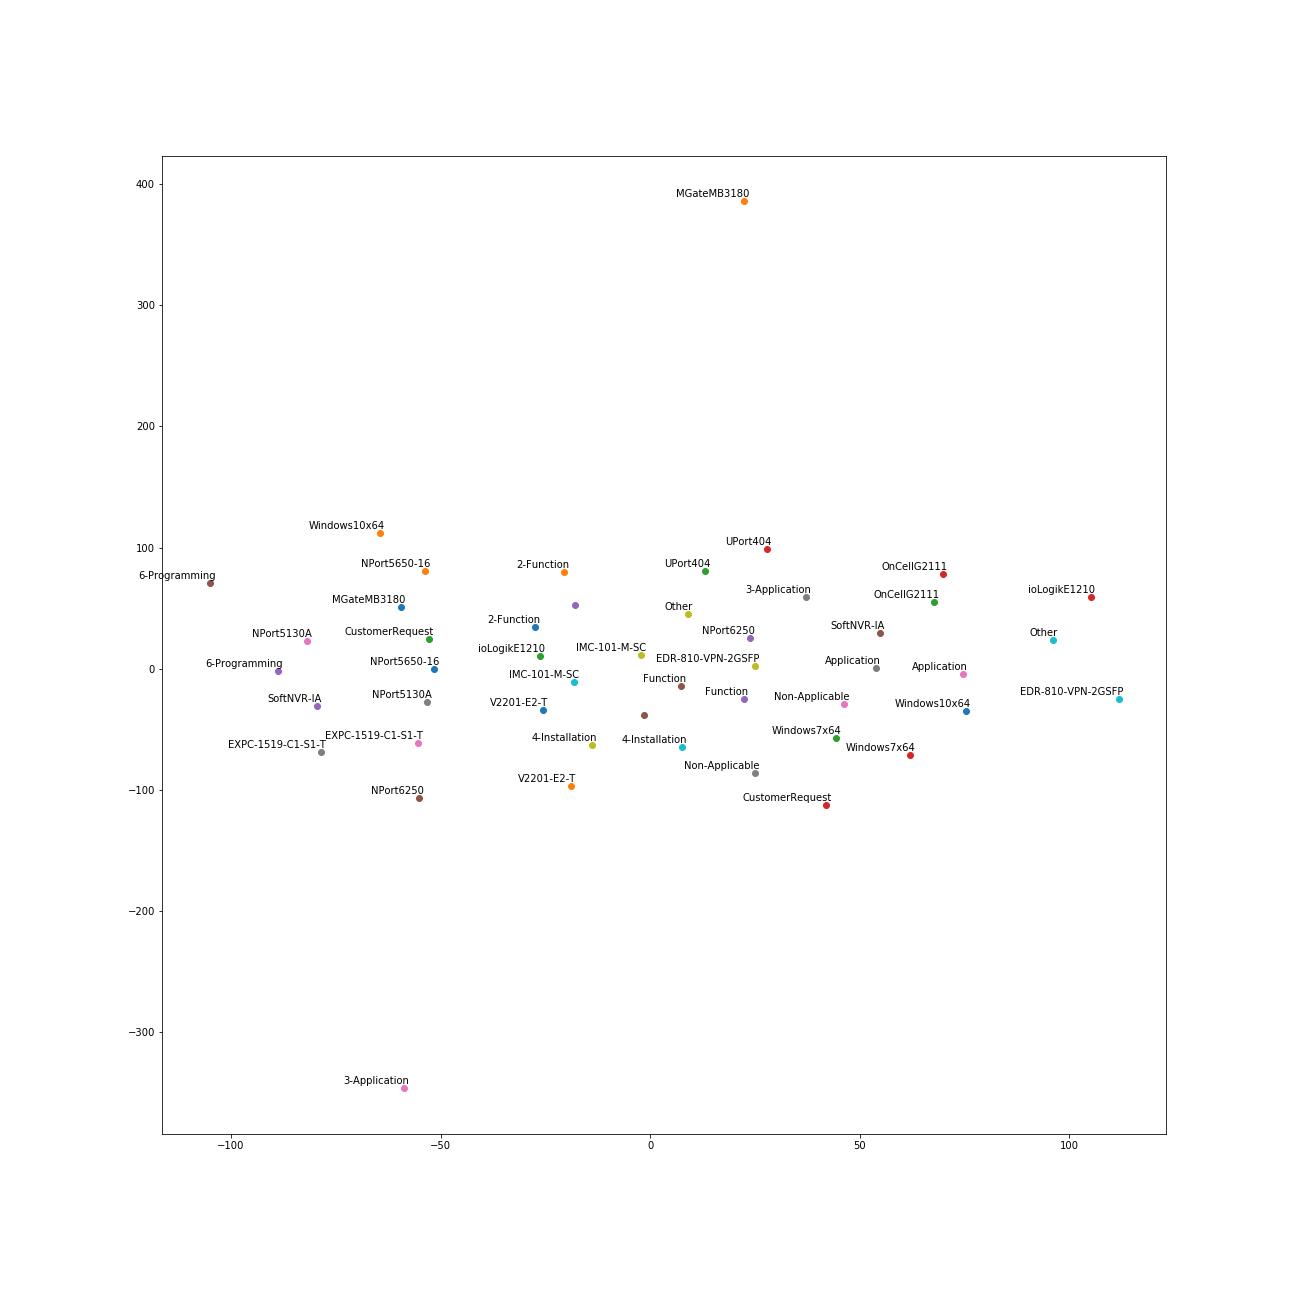 MGateMB3180
400
300
200
Windows10x64
UPort404
100
NPort5650-16
2-Function
UPort404
OnCellG2111
6-Programming
3-Application
ioLogikE1210
MGateMB3180
OnCellG2111
Other
2-Function
NPort5130A
CustomerRequest
NPort6250
SoftNVR-IA
Other
ioLogikE1210
IMC-101-M-SC
6-Programming
NPort5650-16
EDR-810-VPN-2GSFP
Application
Application
0
IMC-101-M-SC
Function
SoftNVR-IA
NPort5130A
Function
Non-Applicable
EDR-810-VPN-2GSFP
V2201-E2-T
Windows10x64
EXPC-1519-C1-S1-T
EXPC-1519-C1-S1-T
4-Installation
4-Installation
Windows7x64
Windows7x64
Non-Applicable
V2201-E2-T
−100
NPort6250
CustomerRequest
−200
−300
3-Application
−100
−50
0
50
100